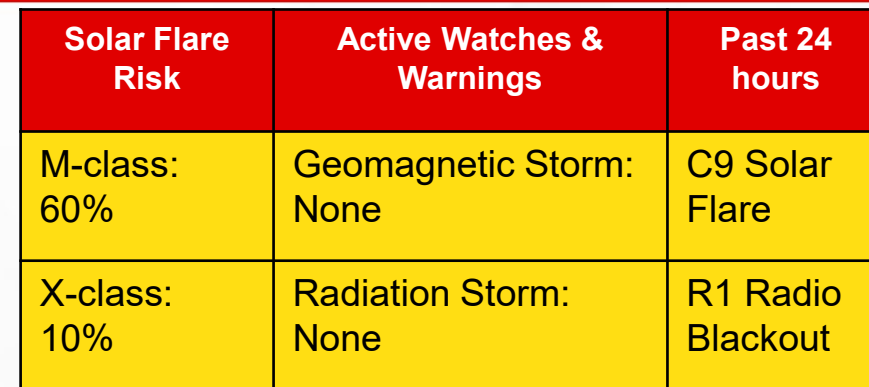 Solar Flare
Risk
Active Watches &
Warnings
Past 24
hours
M-class:
60%
Geomagnetic Storm:
None
C9 Solar
Flare
X-class:
10%
Radiation Storm:
None
R1 Radio
Blackout